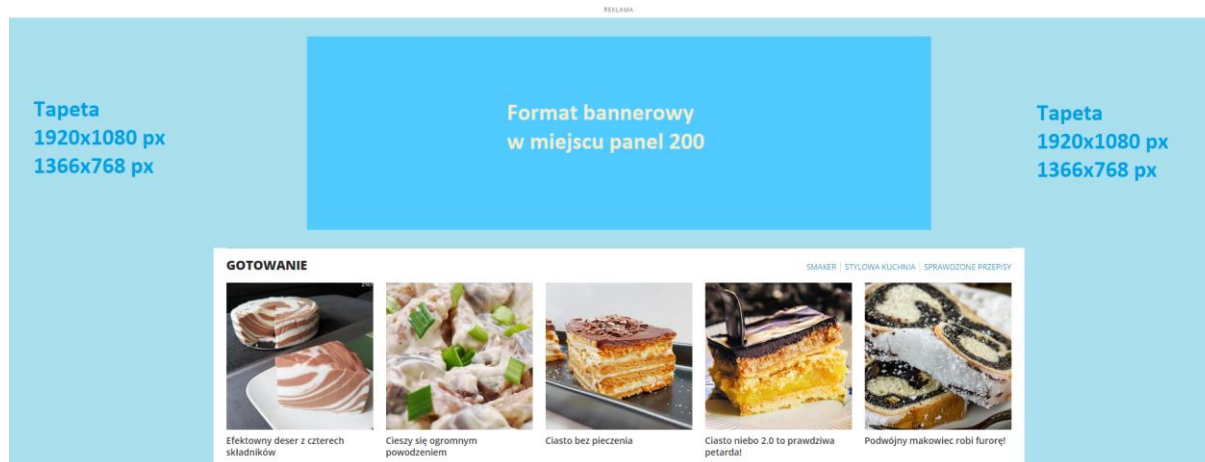 REKLAMA
Tapeta
1920x1080 px
1366x768 px
Format bannerowy
w miejscu panel 200
Tapeta
1920x1080 px
1366x768 px
GOTOWANIE
SMAKER | STYLOWA KUCHNIA | SPRAWDZONE PRZEPISY
Efektowny deser z czterech
składników
Cieszy się ogromnym
powodzeniem
Ciasto bez pieczenia
Ciasto niebo 2.0 to prawdziwa
petarda!
Podwójny makowiec robi furorę!